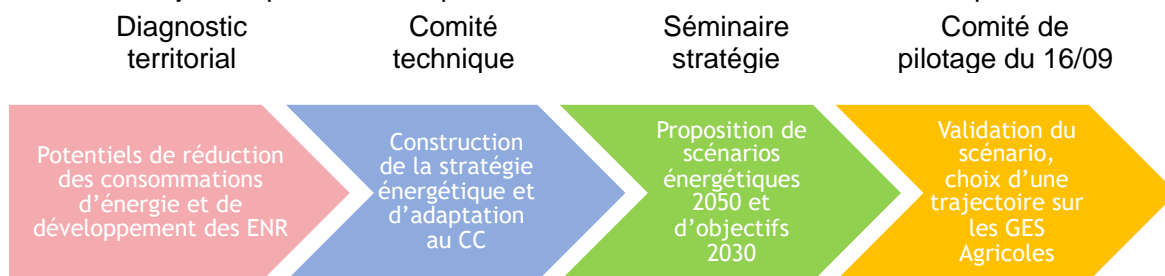 Diagnostic
territorial
Comité
technique
Séminaire
stratégie
Comité de
pilotage du 16/09
Potentiels de réduction
des consommations
d’énergie et de
développement des ENR
Construction
de la stratégie
énergétique et
d’adaptation
au CC
Proposition de
scénarios
énergétiques
2050 et
d’objectifs
2030
Validation du
scénario,
choix d’une
trajectoire sur
les GES
Agricoles